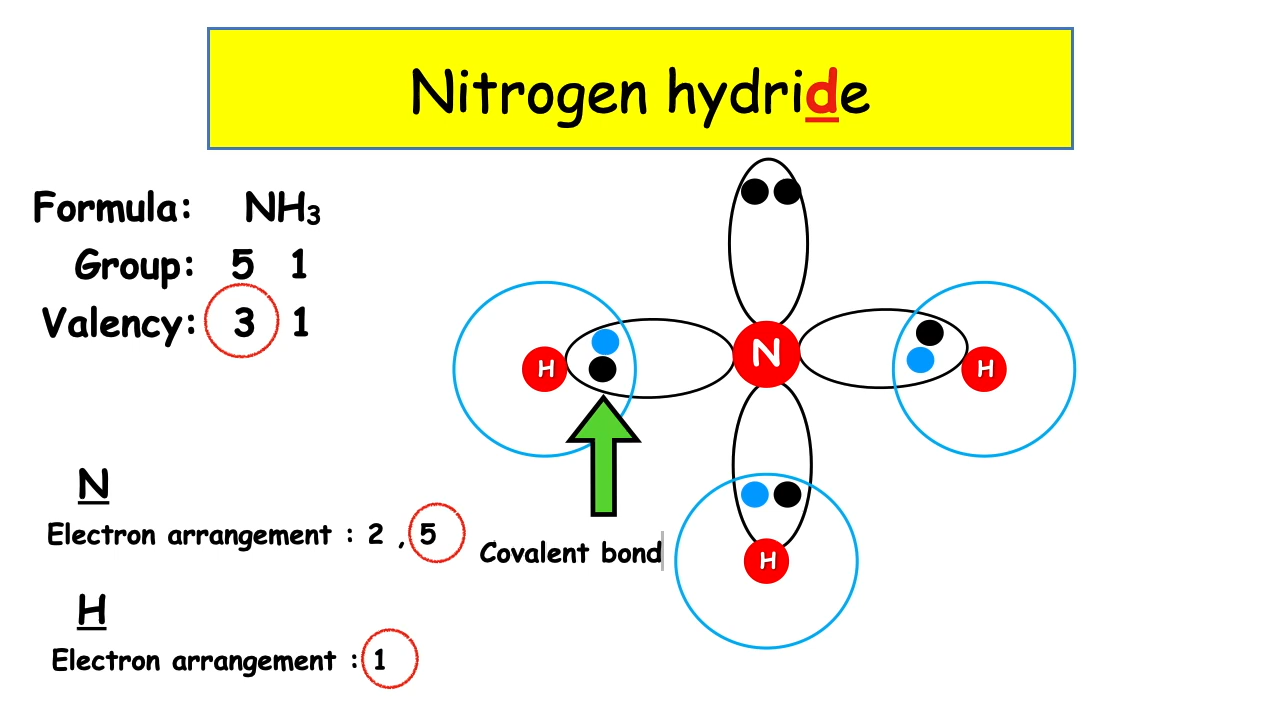 Nitrogen hydride
Formula: NH₃
Group: 5 1
Valency: 3 1
N
H
H
H
N
Electron arrangement : 2 , 5
Covalent bond
H
Electron arrangement : 1